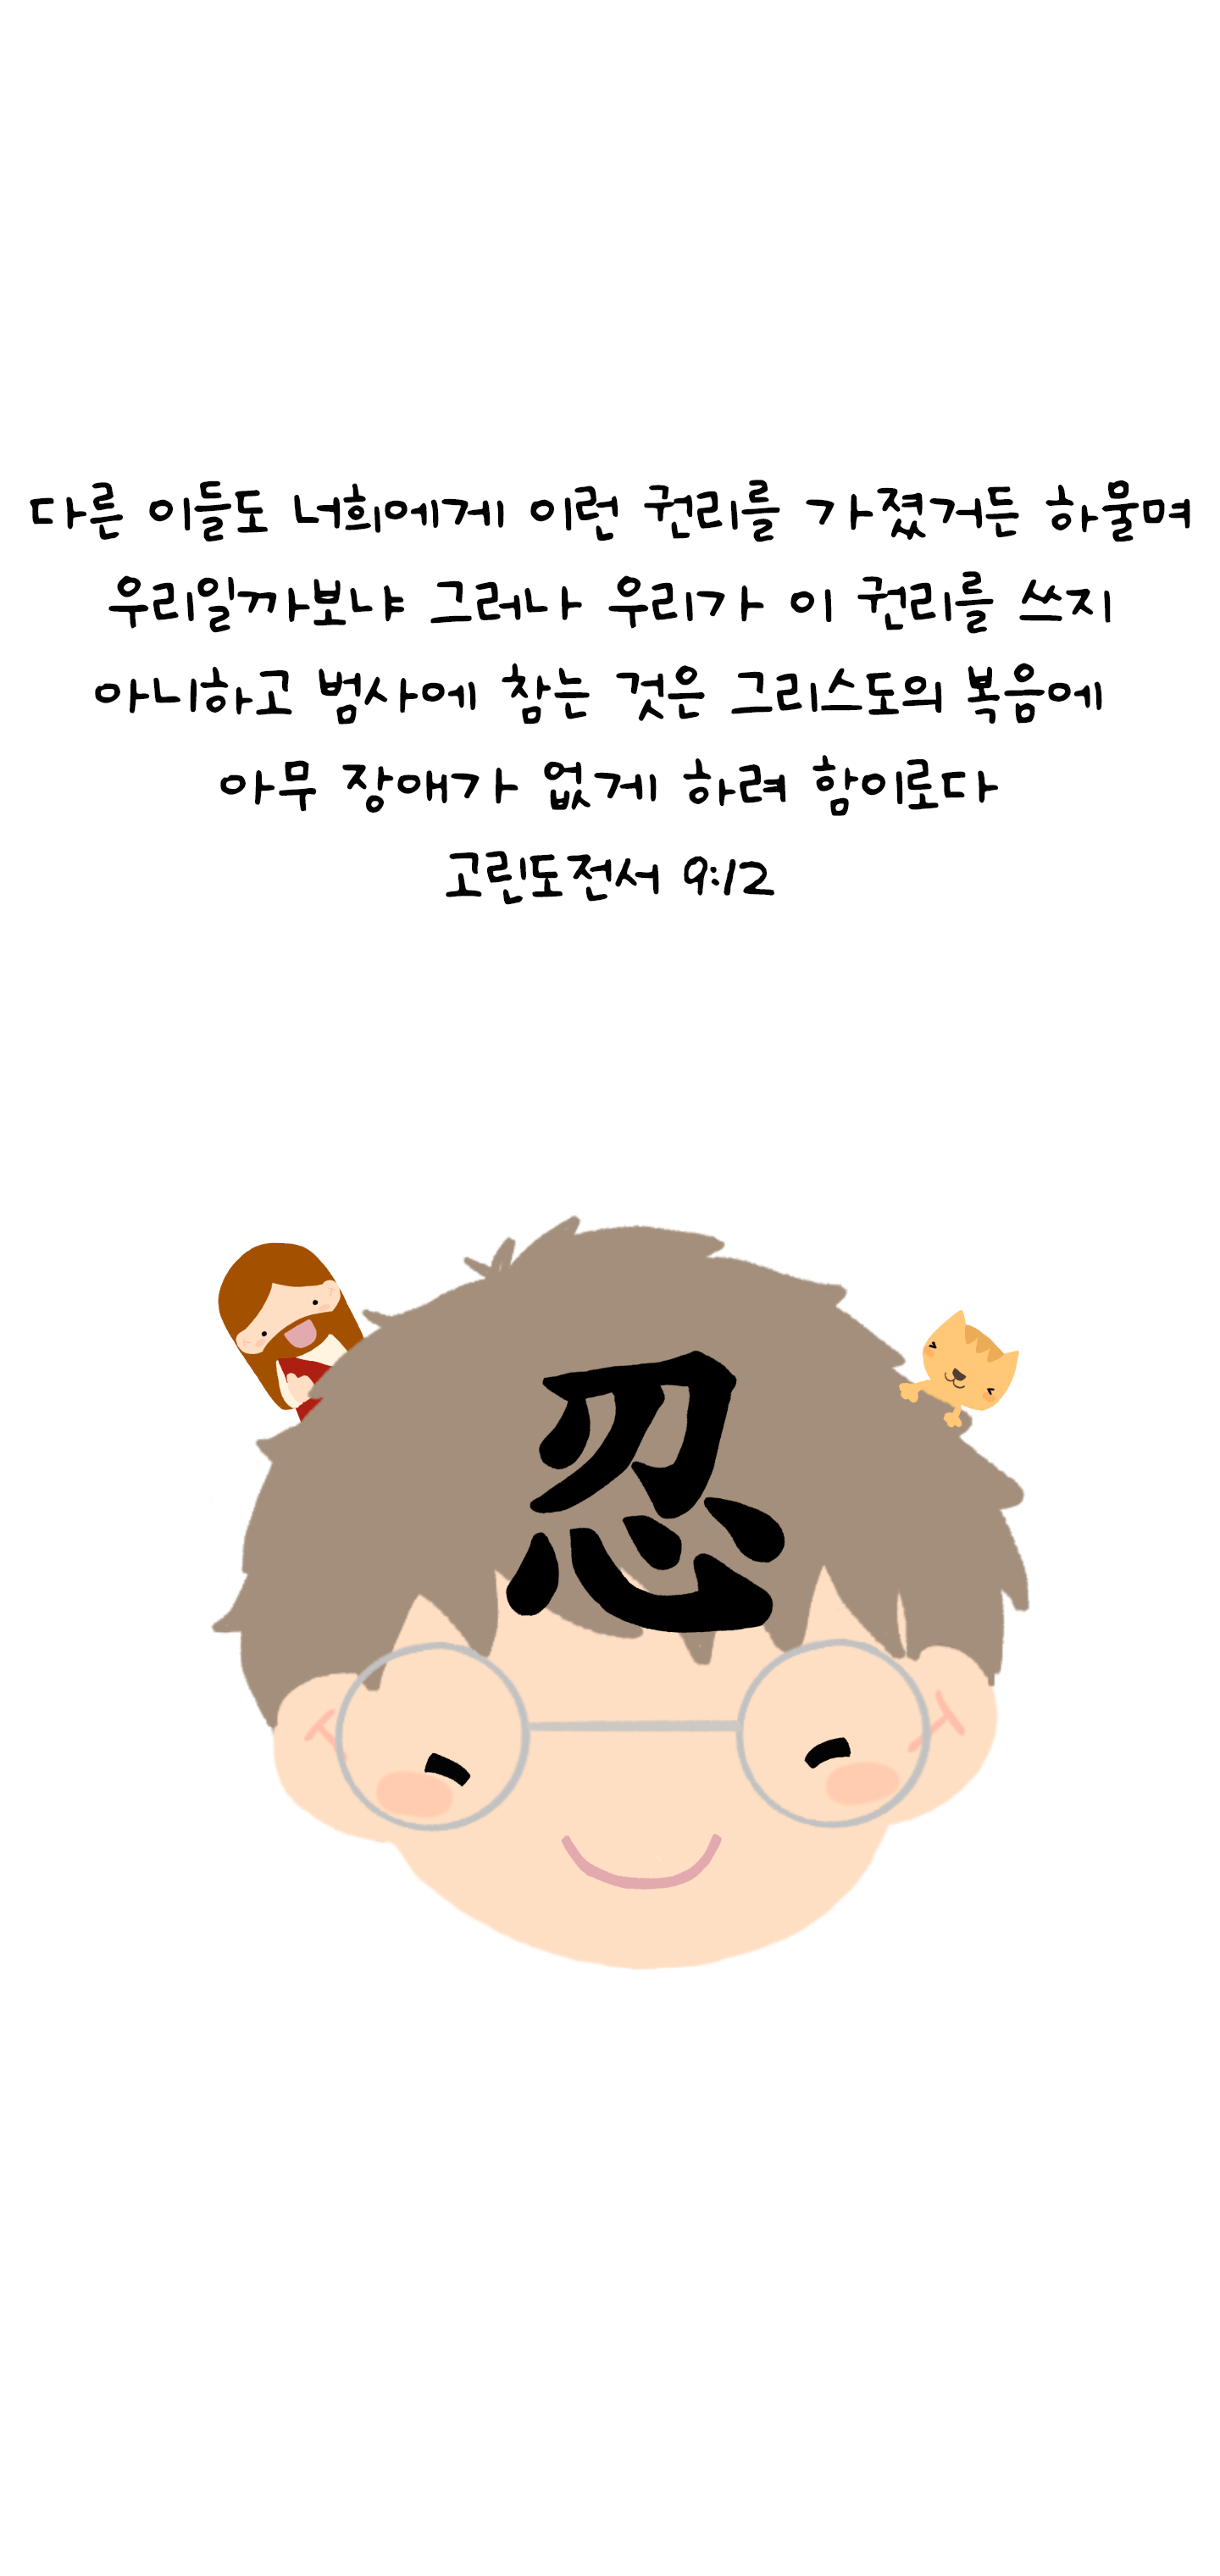 다른 이들도 너희에게 이런 권리를 가졌거든 하물며
우리일까보냐 그러나 우리가 이 권리를 쓰지
아니하고 범사에 참는 것은 그리스도의 복음에
아무 장애가 없게 하려 함이로다
고린도전서 9:12
忍